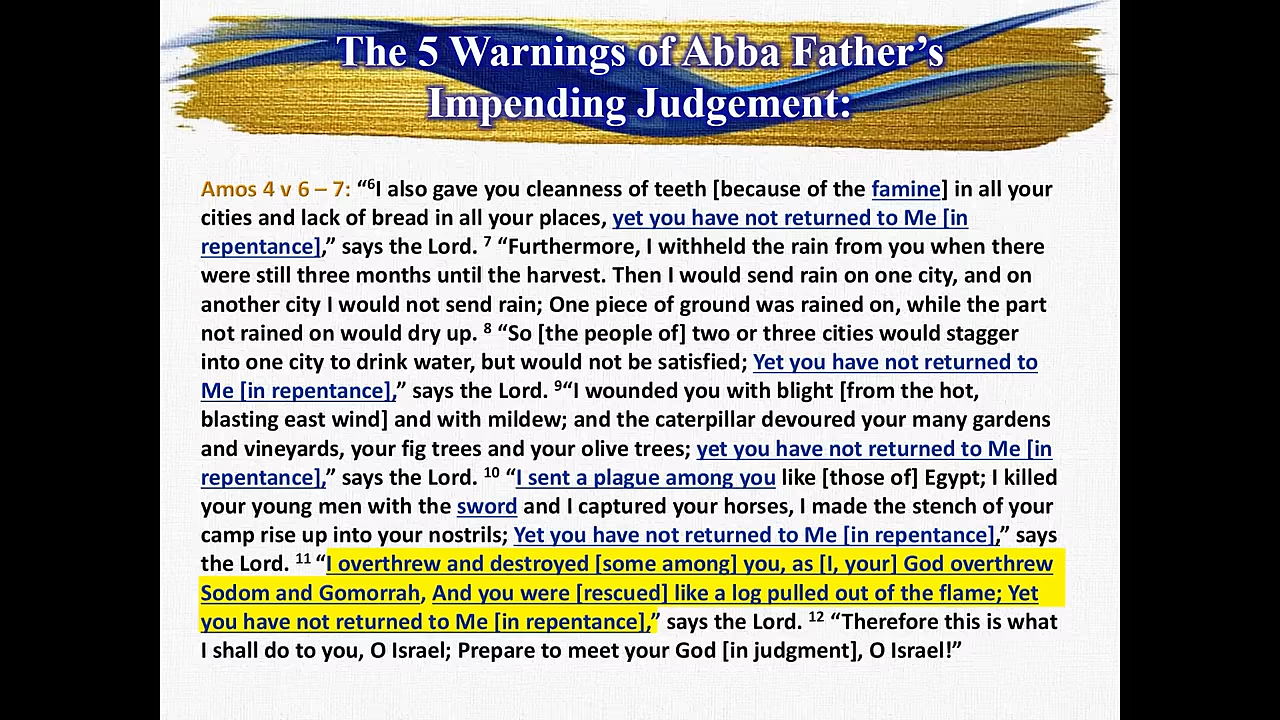 The 5 Warnings of Abba Father’s
Impending Judgement:
Amos 4 v 6 – 7: “⁶I also gave you cleanness of teeth [because of the famine] in all your
cities and lack of bread in all your places, yet you have not returned to Me [in
repentance],” says the Lord. ⁷ “Furthermore, I withheld the rain from you when there
were still three months until the harvest. Then I would send rain on one city, and on
another city I would not send rain; One piece of ground was rained on, while the part
not rained on would dry up. ⁸ “So [the people of] two or three cities would stagger
into one city to drink water, but would not be satisfied; Yet you have not returned to
Me [in repentance],” says the Lord. ⁹“I wounded you with blight [from the hot,
blasting east wind] and with mildew; and the caterpillar devoured your many gardens
and vineyards, your fig trees and your olive trees; yet you have not returned to Me [in
repentance],” says the Lord. ¹⁰ “I sent a plague among you like [those of] Egypt; I killed
your young men with the sword and I captured your horses, I made the stench of your
camp rise up into your nostrils; Yet you have not returned to Me [in repentance],” says
the Lord. ¹¹ “I overthrew and destroyed [some among] you, as [I, your] God overthrew
Sodom and Gomorrah, And you were [rescued] like a log pulled out of the flame; Yet
you have not returned to Me [in repentance],” says the Lord. ¹² “Therefore this is what
I shall do to you, O Israel; Prepare to meet your God [in judgment], O Israel!”